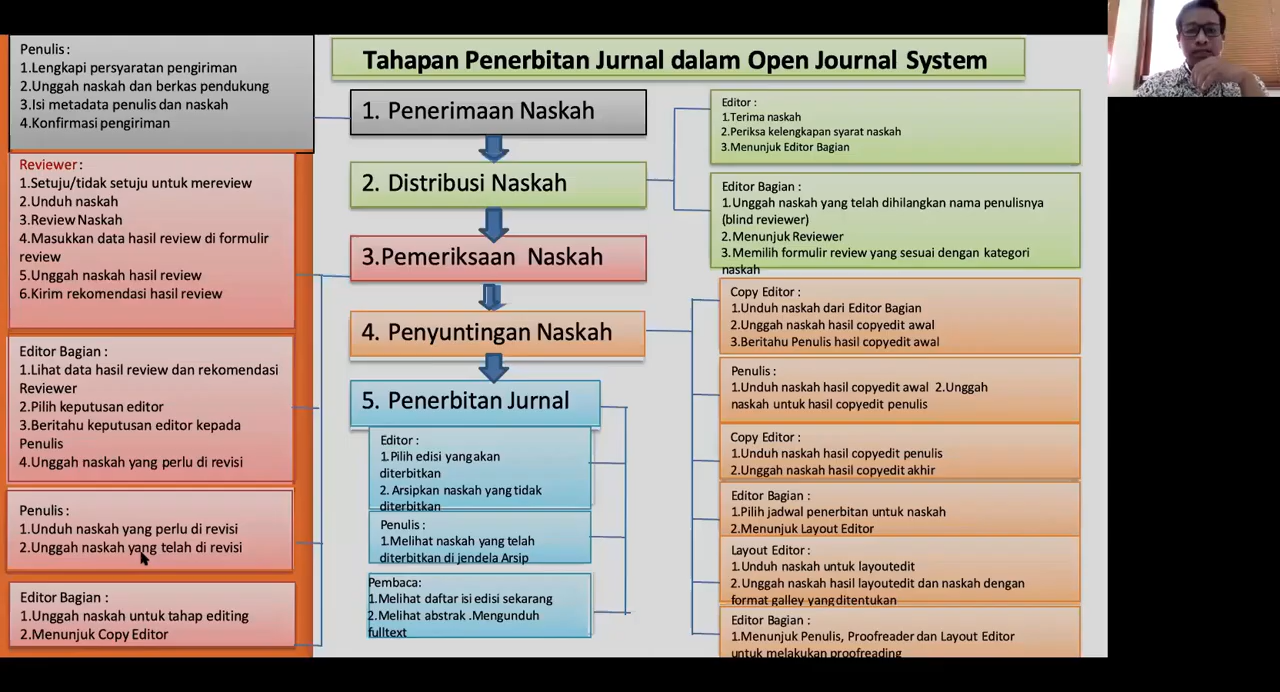 Tahapan Penerbitan Jurnal dalam Open Journal System
Penulis :
1.Lengkapi persyaratan pengiriman
2.Unggah naskah dan berkas pendukung
3.Isi metadata penulis dan naskah
4.Konfirmasi pengiriman
Reviewer :
1.Setuju/tidak setuju untuk mereview
2.Unduh naskah
3.Review Naskah
4.Masukkan data hasil review di formulir
review
5.Unggah naskah hasil review
6.Kirim rekomendasi hasil review
Editor Bagian :
1.Lihat data hasil review dan rekomendasi
Reviewer
2.Pilih keputusan editor
3.Beritahu keputusan editor kepada
Penulis
4.Unggah naskah yang perlu di revisi
Penulis :
1.Unduh naskah yang perlu di revisi
2.Unggah naskah yang telah di revisi
Editor Bagian :
1.Unggah naskah untuk tahap editing
2.Menunjuk Copy Editor
1. Penerimaan Naskah
2. Distribusi Naskah
3.Pemeriksaan Naskah
4. Penyuntingan Naskah
5. Penerbitan Jurnal
Editor :
1.Pilih edisi yang akan
diterbitkan
2. Arsipkan naskah yang tidak
diterbitkan
Penulis :
1.Melihat naskah yang telah
diterbitkan di jendela Arsip
Pembaca:
1.Melihat daftar isi edisi sekarang
2.Melihat abstrak .Mengunduh
fulltext
Editor :
1.Terima naskah
2.Periksa kelengkapan syarat naskah
3.Menunjuk Editor Bagian
Editor Bagian :
1.Unggah naskah yang telah dihilangkan nama penulisnya
(blind reviewer)
2.Menunjuk Reviewer
3.Memilih formulir review yang sesuai dengan kategori
naskah
Copy Editor :
1.Unduh naskah dari Editor Bagian
2.Unggah naskah hasil copyedit awal
3.Beritahu Penulis hasil copyedit awal
Penulis :
1.Unduh naskah hasil copyedit awal 2.Unggah
naskah untuk hasil copyedit penulis
Copy Editor :
1.Unduh naskah hasil copyedit penulis
2.Unggah naskah hasil copyedit akhir
Editor Bagian :
1.Pilih jadwal penerbitan untuk naskah
2.Menunjuk Layout Editor
Layout Editor :
1.Unduh naskah untuk layoutedit
2.Unggah naskah hasil layoutedit dan naskah dengan
format galley yang ditentukan
Editor Bagian :
1.Menunjuk Penulis, Proofreader dan Layout Editor
untuk melakukan proofreading